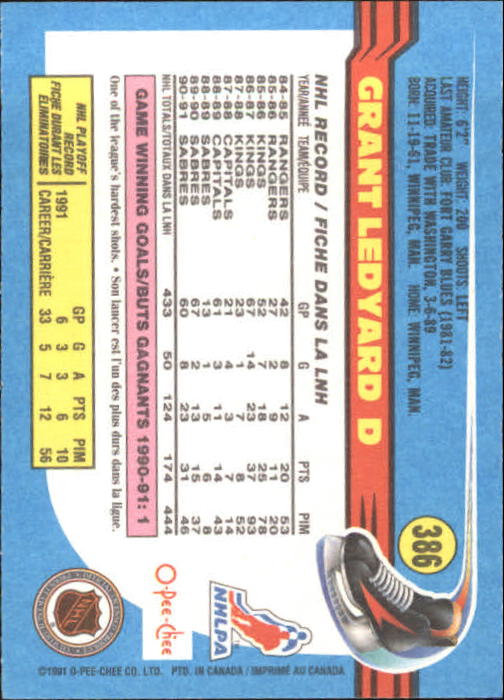 386
GRANT LEDYARD D
HEIGHT: 6'2" WEIGHT: 200 SHOOTS: LEFT
LAST AMATEUR CLUB: FORT GARRY BLUES (1981-82)
ACQUIRED: TRADE WITH WASHINGTON, 3-6-89
BORN: 11-19-61, WINNIPEG, MAN. HOME: WINNIPEG, MAN.
NHL RECORD / FICHE DANS LA LNH
YEAR/ANNÉE TEAM/ÉQUIPE GP G A PTS PIM
84-85 RANGERS 42 8 12 20 53
85-86 RANGERS 27 2 9 11 20
85-86 KINGS 52 7 18 25 78
86-87 KINGS 67 14 23 37 93
87-88 KINGS 23 1 7 8 52
87-88 CAPITALS 21 4 3 7 14
88-89 CAPITALS 61 3 11 14 43
88-89 SABRES 13 1 5 6 8
89-90 SABRES 67 2 13 15 37
90-91 SABRES 60 8 23 31 46
NHL TOTALS/TOTAUX DANS LA LNH 433 50 124 174 444
GAME WINNING GOALS/BUTS GAGNANTS 1990-91: 1
One of the league's hardest shots. * Son lancer est l'un des plus durs dans la ligue.
NHL PLAYOFF
RECORD
FICHE DURANT LES
ÉLIMINATOIRES
GP G A PTS PIM
1991 6 3 3 6 10
CAREER/CARRIÈRE 33 5 7 12 56
NHLPA
O-Pee-Chee
NHL
©1991 O-PEE-CHEE CO. LTD. PTD. IN CANADA / IMPRIMÉ AU CANADA